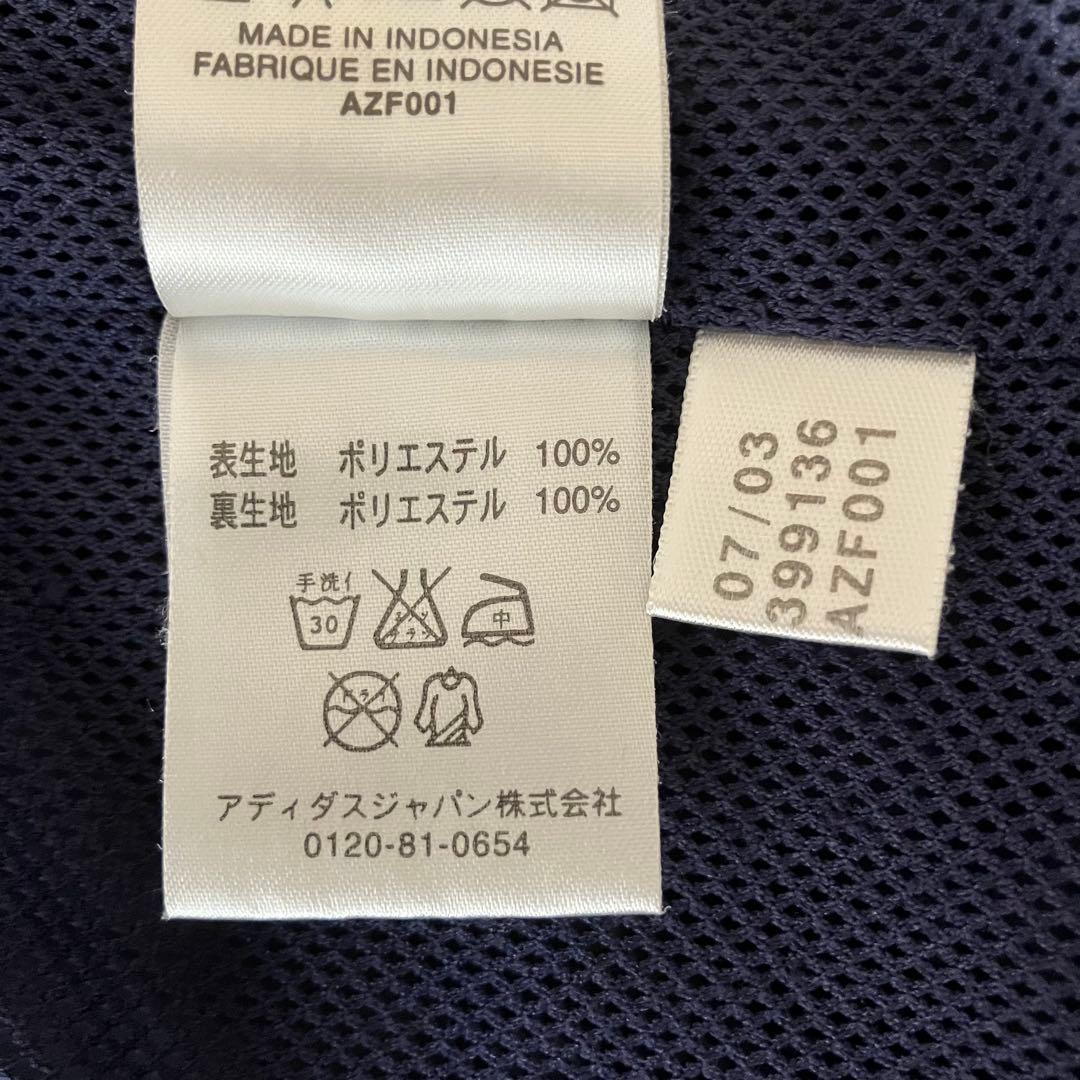 MADE IN INDONESIA
FABRIQUE EN INDONESIE
AZF001
表生地 ポリエステル 100%
裏生地 ポリエステル 100%
手洗イ
30
中
アディダスジャパン株式会社
0120-81-0654
07/03
399136
AZF001